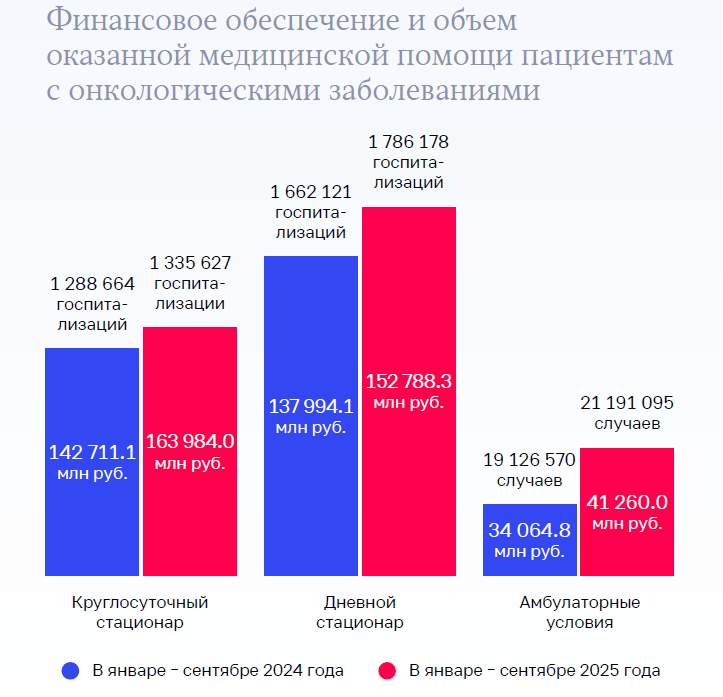 Финансовое обеспечение и объем
оказанной медицинской помощи пациентам
с онкологическими заболеваниями
1 288 664
госпита-
лизаций
142 711.1
млн руб.
1 335 627
госпита-
лизации
163 984.0
млн руб.
1 662 121
госпита-
лизаций
137 994.1
млн руб.
1 786 178
госпита-
лизаций
152 788.3
млн руб.
19 126 570
случаев
34 064.8
млн руб.
21 191 095
случаев
41 260.0
млн руб.
Круглосуточный
стационар
Дневной
стационар
Амбулаторные
условия
В январе – сентябре 2024 года
В январе – сентябре 2025 года